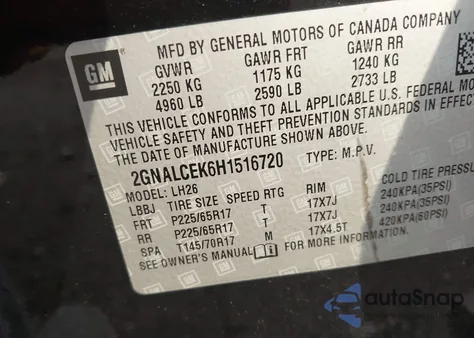 GM
MFD BY GENERAL MOTORS OF CANADA COMPANY
GVWR GAWR FRT GAWR RR
2250 KG 1175 KG 1240 KG
4960 LB 2590 LB 2733 LB
THIS VEHICLE CONFORMS TO ALL APPLICABLE U.S. FEDERAL MO
VEHICLE SAFETY AND THEFT PREVENTION STANDARDS IN EFFEC
THE DATE OF MANUFACTURE SHOWN ABOVE.
2GNALCEK6H1516720 TYPE: M.P.V.
MODEL: LH26
LBBJ TIRE SIZE SPEED RTG RIM COLD TIRE PRESSU
FRT P225/65R17 T 17X7J 240KPA(35PSI)
RR P225/65R17 T 17X7J 240KPA(35PSI)
SPA T145/70R17 M 17X4.5T 420KPA(60PSI)
SEE OWNER'S MANUAL FOR MORE INFORMATION.
autoSnap